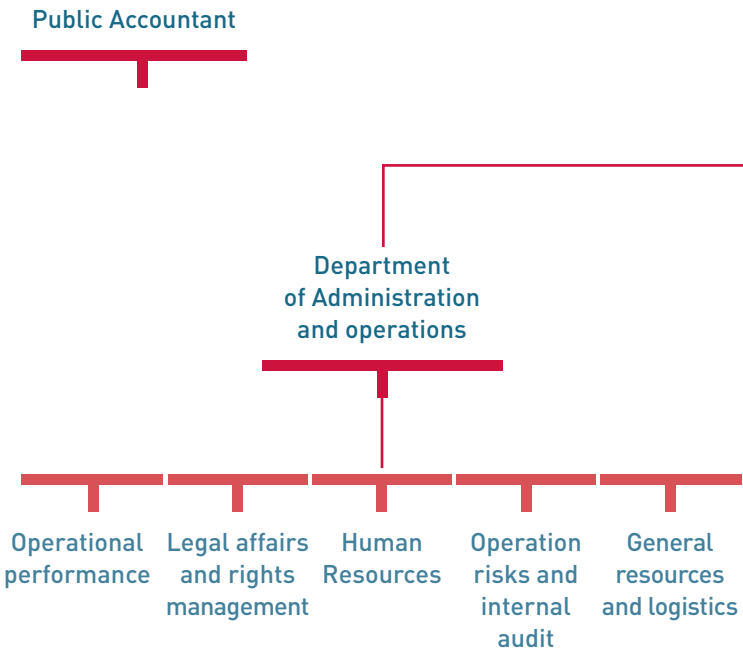 Public Accountant
Department
of Administration
and operations
Operational
performance
Legal affairs
and rights
management
Human
Resources
Operation
risks and
internal
audit
General
resources
and logistics